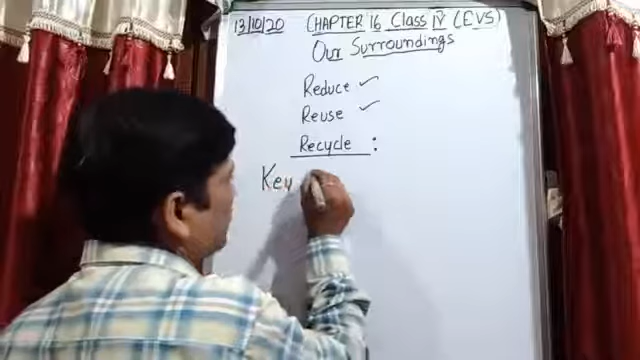 13/10/20 CHAPTER 16 Class IV (EVS)
Our Surroundings
Reduce ✓
Reuse ✓
Recycle :
Key